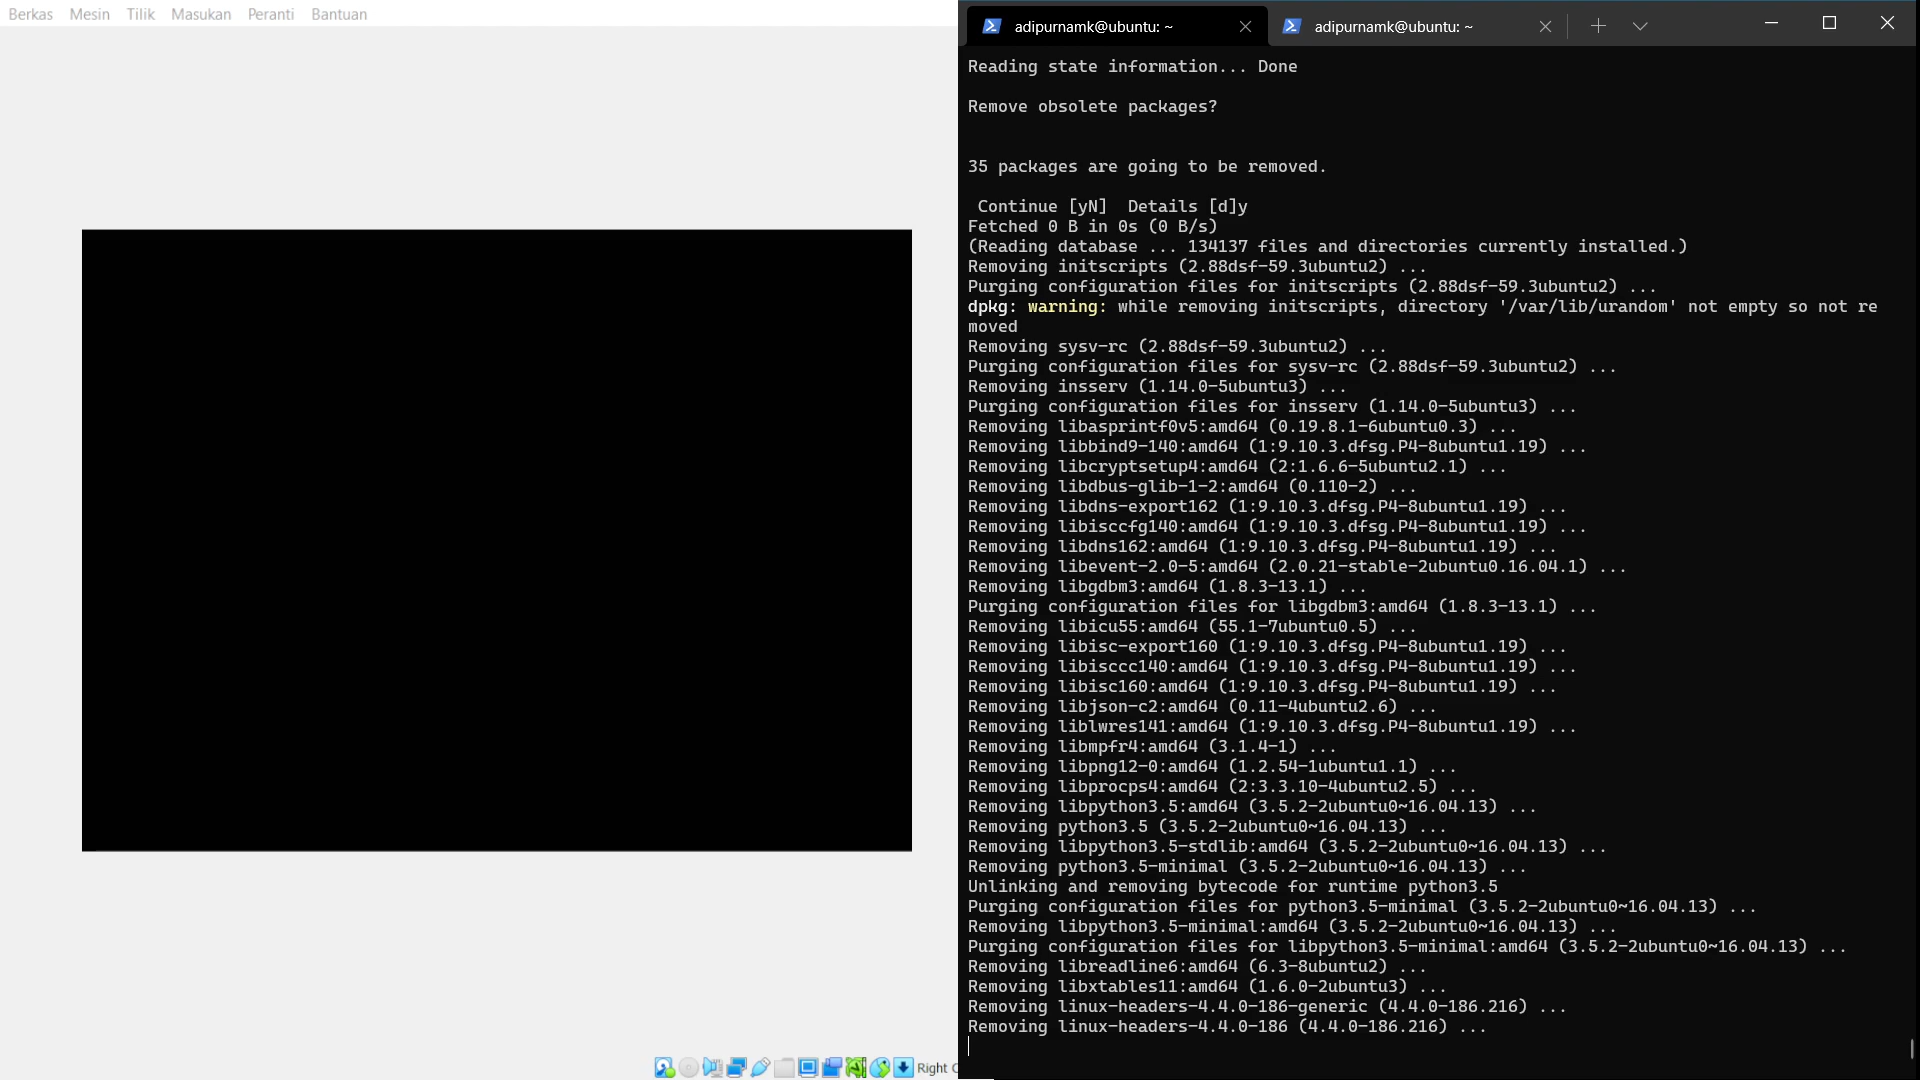 Berkas Mesin Tilik Masukan Peranti Bantuan
adipurnamk@ubuntu: ~
adipurnamk@ubuntu: ~
Reading state information... Done
Remove obsolete packages?
35 packages are going to be removed.
Continue [yN]  Details [d]y
Fetched 0 B in 0s (0 B/s)
(Reading database ... 134137 files and directories currently installed.)
Removing initscripts (2.88dsf-59.3ubuntu2) ...
Purging configuration files for initscripts (2.88dsf-59.3ubuntu2) ...
dpkg: warning: while removing initscripts, directory '/var/lib/urandom' not empty so not re
moved
Removing sysv-rc (2.88dsf-59.3ubuntu2) ...
Purging configuration files for sysv-rc (2.88dsf-59.3ubuntu2) ...
Removing insserv (1.14.0-5ubuntu3) ...
Purging configuration files for insserv (1.14.0-5ubuntu3) ...
Removing libasprintf0v5:amd64 (0.19.8.1-6ubuntu0.3) ...
Removing libbind9-140:amd64 (1:9.10.3.dfsg.P4-8ubuntu1.19) ...
Removing libcryptsetup4:amd64 (2:1.6.6-5ubuntu2.1) ...
Removing libdbus-glib-1-2:amd64 (0.110-2) ...
Removing libdns-export162 (1:9.10.3.dfsg.P4-8ubuntu1.19) ...
Removing libisccfg140:amd64 (1:9.10.3.dfsg.P4-8ubuntu1.19) ...
Removing libdns162:amd64 (1:9.10.3.dfsg.P4-8ubuntu1.19) ...
Removing libevent-2.0-5:amd64 (2.0.21-stable-2ubuntu0.16.04.1) ...
Removing libgdbm3:amd64 (1.8.3-13.1) ...
Purging configuration files for libgdbm3:amd64 (1.8.3-13.1) ...
Removing libicu55:amd64 (55.1-7ubuntu0.5) ...
Removing libisc-export160 (1:9.10.3.dfsg.P4-8ubuntu1.19) ...
Removing libisccc140:amd64 (1:9.10.3.dfsg.P4-8ubuntu1.19) ...
Removing libisc160:amd64 (1:9.10.3.dfsg.P4-8ubuntu1.19) ...
Removing libjson-c2:amd64 (0.11-4ubuntu2.6) ...
Removing liblwres141:amd64 (1:9.10.3.dfsg.P4-8ubuntu1.19) ...
Removing libmpfr4:amd64 (3.1.4-1) ...
Removing libpng12-0:amd64 (1.2.54-1ubuntu1.1) ...
Removing libprocps4:amd64 (2:3.3.10-4ubuntu2.5) ...
Removing libpython3.5:amd64 (3.5.2-2ubuntu0~16.04.13) ...
Removing python3.5 (3.5.2-2ubuntu0~16.04.13) ...
Removing libpython3.5-stdlib:amd64 (3.5.2-2ubuntu0~16.04.13) ...
Removing python3.5-minimal (3.5.2-2ubuntu0~16.04.13) ...
Unlinking and removing bytecode for runtime python3.5
Purging configuration files for python3.5-minimal (3.5.2-2ubuntu0~16.04.13) ...
Removing libpython3.5-minimal:amd64 (3.5.2-2ubuntu0~16.04.13) ...
Purging configuration files for libpython3.5-minimal:amd64 (3.5.2-2ubuntu0~16.04.13) ...
Removing libreadline6:amd64 (6.3-8ubuntu2) ...
Removing libxtables11:amd64 (1.6.0-2ubuntu3) ...
Removing linux-headers-4.4.0-186-generic (4.4.0-186.216) ...
Removing linux-headers-4.4.0-186 (4.4.0-186.216) ...
Right